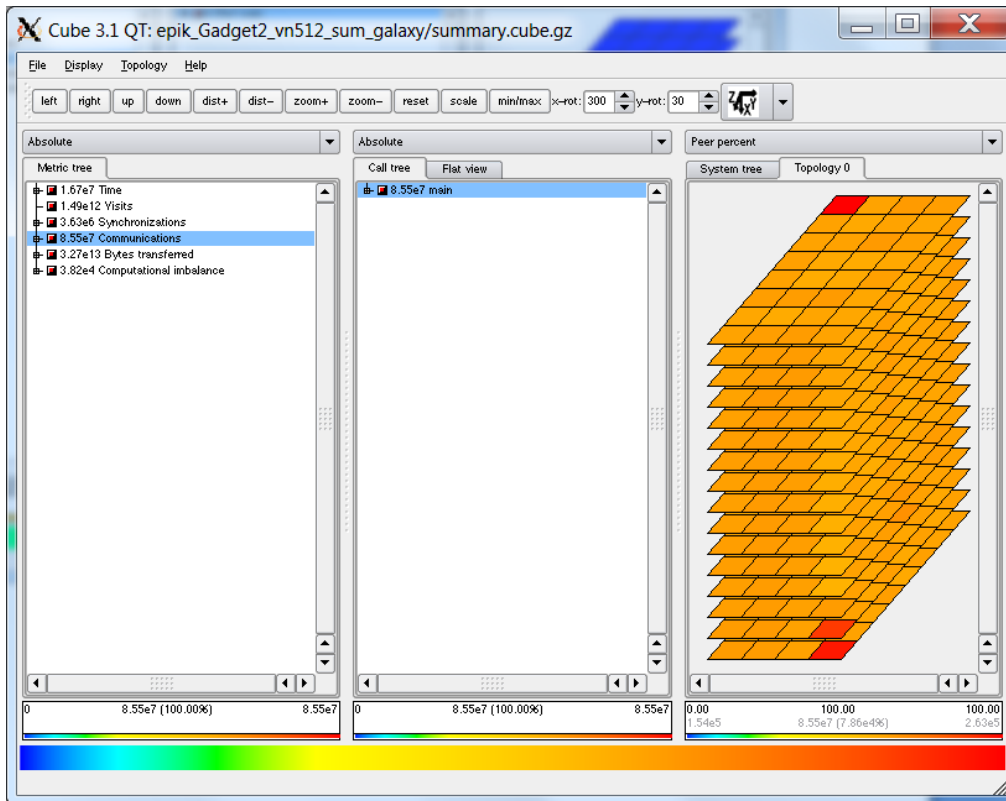 Cube 3.1 QT: epik_Gadget2_vn512_sum_galaxy/summary.cube.gz
File Display Topology Help
left right up down dist+ dist- zoom+ zoom- reset scale min/max x-rot: 300 y-rot: 30
Absolute Absolute Peer percent
Metric tree Call tree Flat view System tree Topology 0
1.67e7 Time
1.49e12 Visits
3.63e6 Synchronizations
8.55e7 Communications
3.27e13 Bytes transferred
3.82e4 Computational imbalance
8.55e7 main
0 8.55e7 (100.00%) 8.55e7
0 8.55e7 (100.00%) 8.55e7
0.00 100.00 100.00
1.54e5 8.55e7 (7.86e4%) 2.63e5